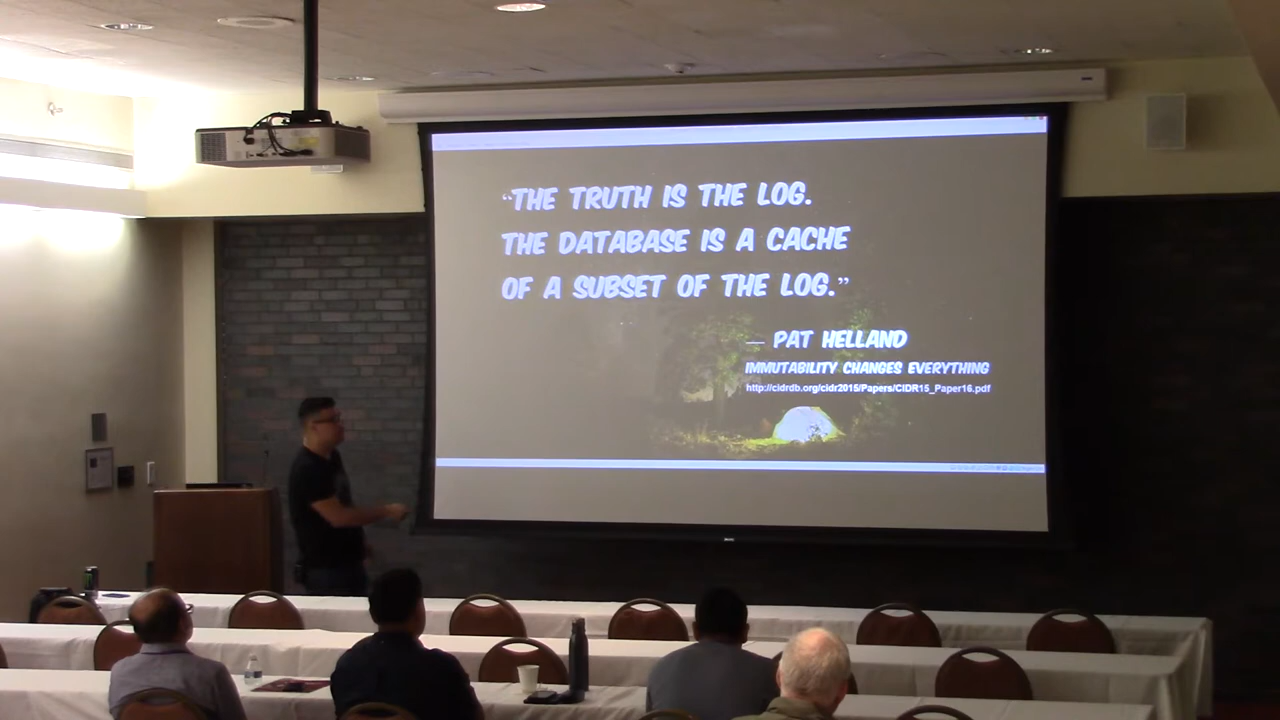 “THE TRUTH IS THE LOG.
THE DATABASE IS A CACHE
OF A SUBSET OF THE LOG.”
— PAT HELLAND
IMMUTABILITY CHANGES EVERYTHING
http://cidrdb.org/cidr2015/Papers/CIDR15_Paper16.pdf